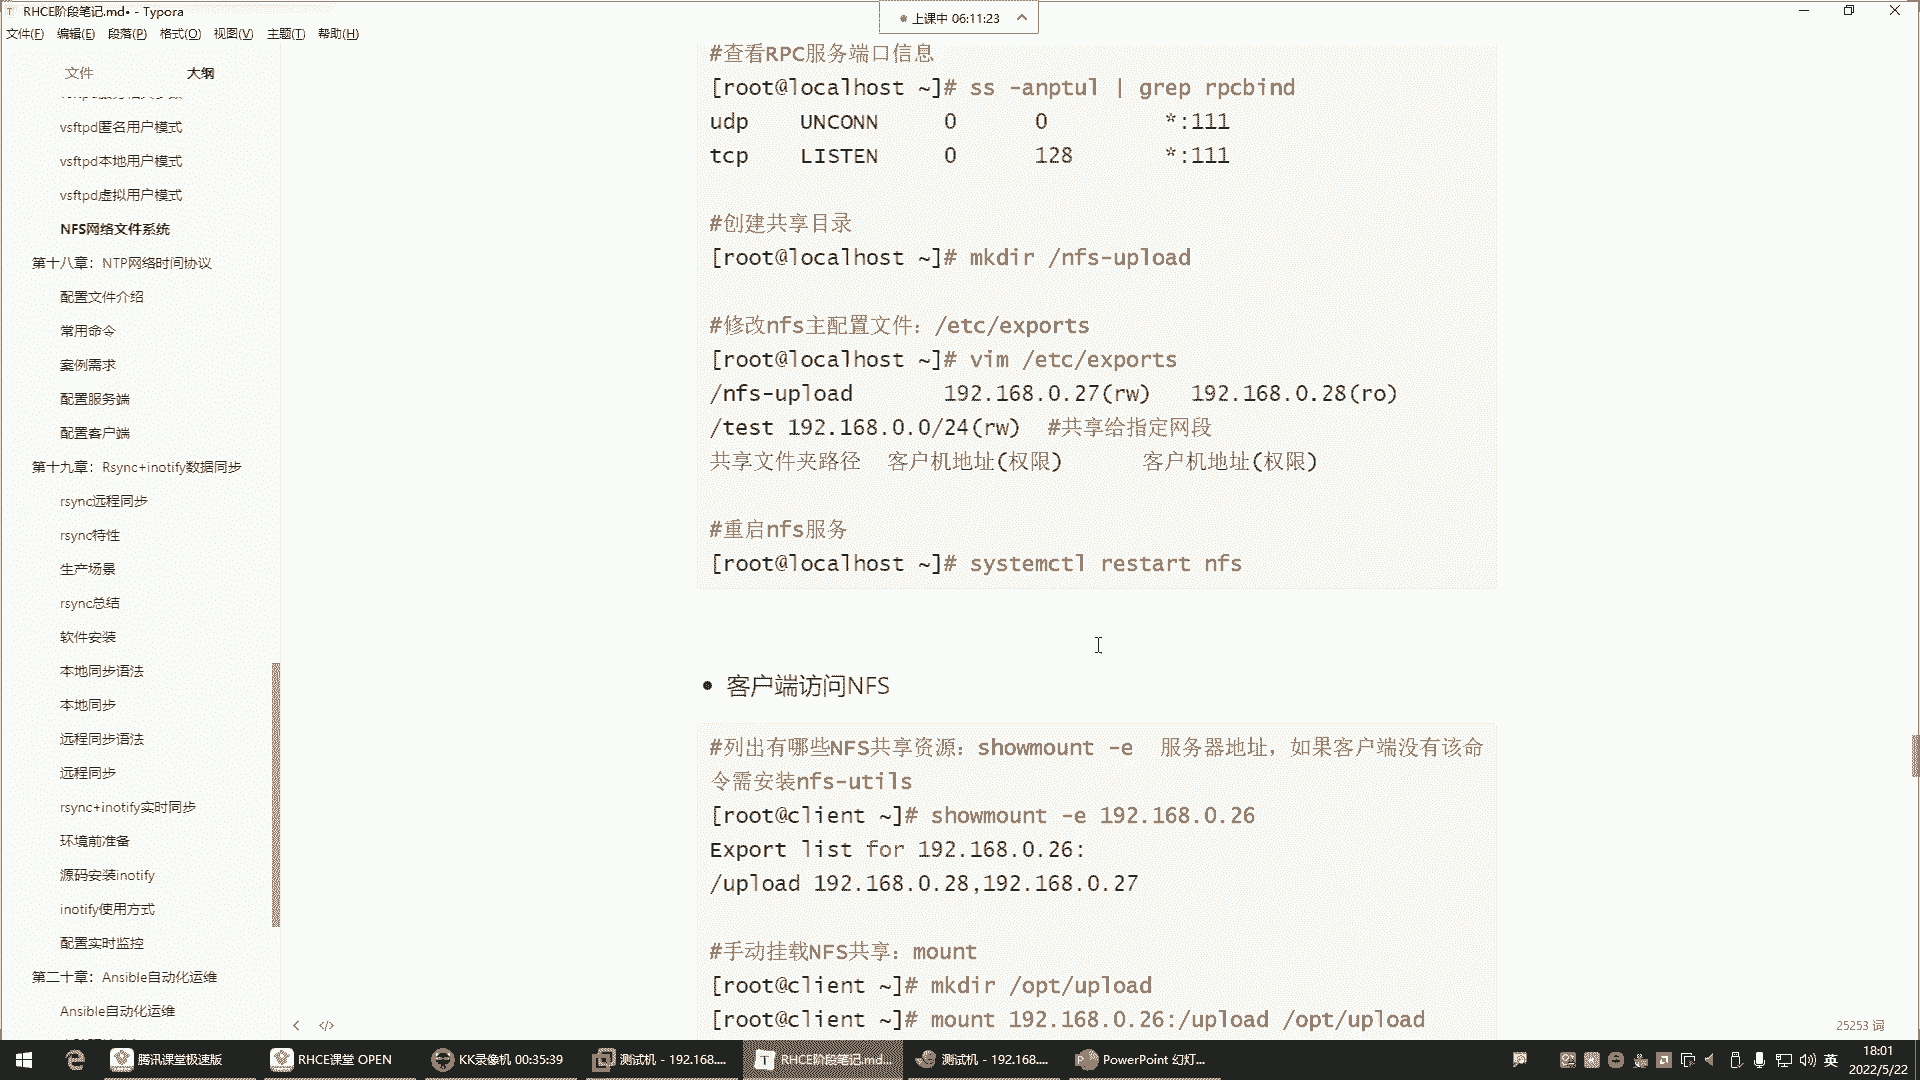 RHCE阶段笔记.md• - Typora
上课中 06:11:23
文件(F) 编辑(E) 段落(P) 格式(O) 视图(V) 主题(T) 帮助(H)
文件 大纲
vsftpd匿名用户模式
vsftpd本地用户模式
vsftpd虚拟用户模式
NFS网络文件系统
第十八章：NTP网络时间协议
配置文件介绍
常用命令
案例需求
配置服务端
配置客户端
第十九章：Rsync+inotify数据同步
rsync远程同步
rsync特性
生产场景
rsync总结
软件安装
本地同步语法
本地同步
远程同步语法
远程同步
rsync+inotify实时同步
环境前准备
源码安装inotify
inotify使用方式
配置实时监控
第二十章：Ansible自动化运维
Ansible自动化运维
#查看RPC服务端口信息
[root@localhost ~]# ss -anptul | grep rpcbind
udp UNCONN 0 0 *:111
tcp LISTEN 0 128 *:111
#创建共享目录
[root@localhost ~]# mkdir /nfs-upload
#修改nfs主配置文件：/etc/exports
[root@localhost ~]# vim /etc/exports
/nfs-upload 192.168.0.27(rw) 192.168.0.28(ro)
/test 192.168.0.0/24(rw) #共享给指定网段
共享文件夹路径 客户机地址(权限) 客户机地址(权限)
#重启nfs服务
[root@localhost ~]# systemctl restart nfs
• 客户端访问NFS
#列出有哪些NFS共享资源：showmount -e 服务器地址，如果客户端没有该命
令需安装nfs-utils
[root@client ~]# showmount -e 192.168.0.26
Export list for 192.168.0.26:
/upload 192.168.0.28,192.168.0.27
#手动挂载NFS共享：mount
[root@client ~]# mkdir /opt/upload
[root@client ~]# mount 192.168.0.26:/upload /opt/upload
25253 词
腾讯课堂极速版 RHCE课堂 OPEN KK录像机 00:35:39 测试机 - 192.168.... RHCE阶段笔记.md... 测试机 - 192.168.... PowerPoint 幻灯... 英 18:01
2022/5/22